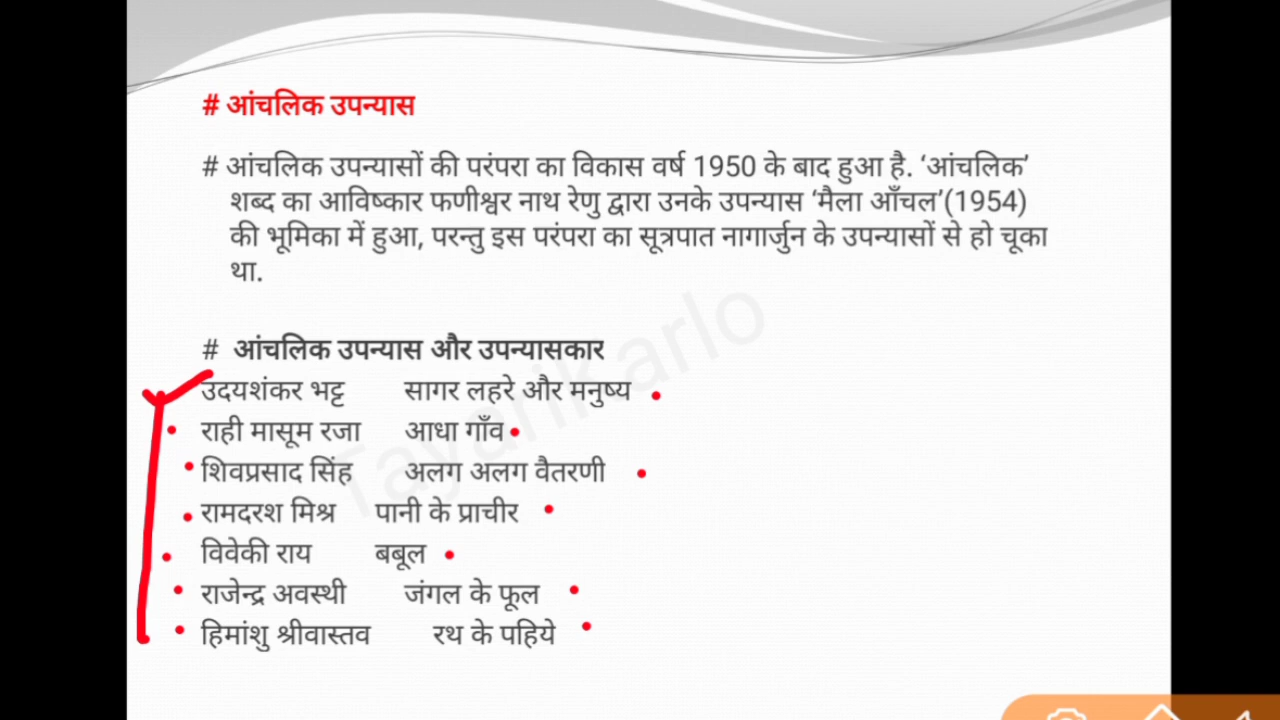 # आंचलिक उपन्यास
# आंचलिक उपन्यासों की परंपरा का विकास वर्ष 1950 के बाद हुआ है. ‘आंचलिक’
शब्द का आविष्कार फणीश्वर नाथ रेणु द्वारा उनके उपन्यास ‘मैला आँचल’(1954)
की भूमिका में हुआ, परन्तु इस परंपरा का सूत्रपात नागार्जुन के उपन्यासों से हो चूका
था.
# आंचलिक उपन्यास और उपन्यासकार
उदयशंकर भट्ट सागर लहरे और मनुष्य
राही मासूम रजा आधा गाँव
शिवप्रसाद सिंह अलग अलग वैतरणी
रामदरश मिश्र पानी के प्राचीर
विवेकी राय बबूल
राजेन्द्र अवस्थी जंगल के फूल
हिमांशु श्रीवास्तव रथ के पहिये
Tayarikarlo